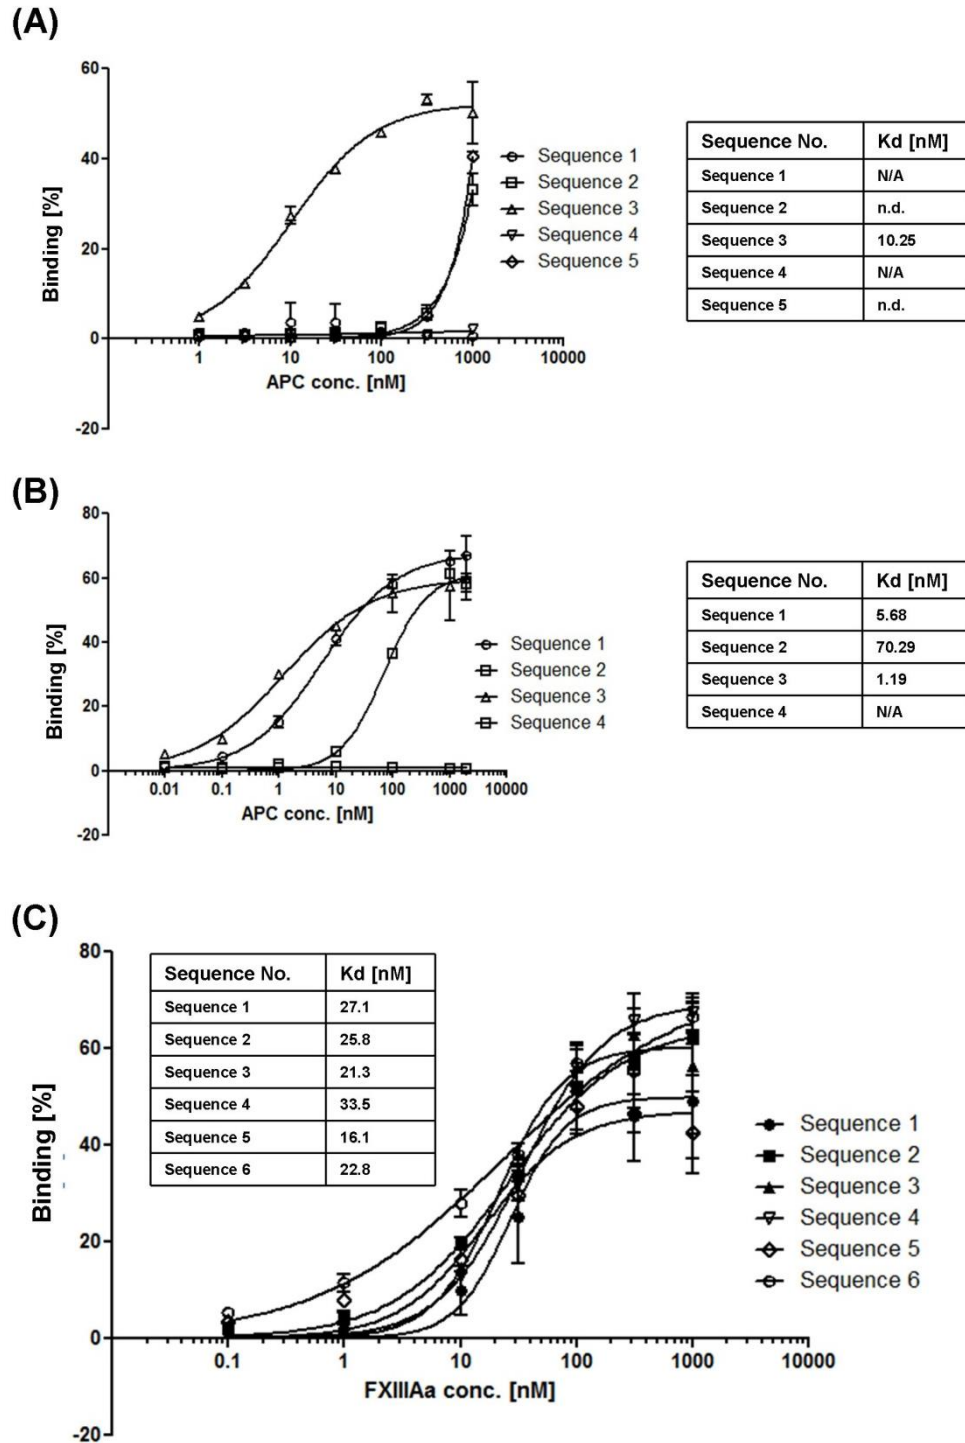 (A)
60
40
20
0
-20
Binding [%]
1 10 100 1000 10000
APC conc. [nM]
Sequence 1
Sequence 2
Sequence 3
Sequence 4
Sequence 5
Sequence No. Kd [nM]
Sequence 1 N/A
Sequence 2 n.d.
Sequence 3 10.25
Sequence 4 N/A
Sequence 5 n.d.
(B)
80
60
40
20
0
-20
Binding [%]
0.01 0.1 1 10 100 1000 10000
APC conc. [nM]
Sequence 1
Sequence 2
Sequence 3
Sequence 4
Sequence No. Kd [nM]
Sequence 1 5.68
Sequence 2 70.29
Sequence 3 1.19
Sequence 4 N/A
(C)
80
60
40
20
0
-20
Binding [%]
Sequence No. Kd [nM]
Sequence 1 27.1
Sequence 2 25.8
Sequence 3 21.3
Sequence 4 33.5
Sequence 5 16.1
Sequence 6 22.8
0.1 1 10 100 1000 10000
FXIIIAa conc. [nM]
Sequence 1
Sequence 2
Sequence 3
Sequence 4
Sequence 5
Sequence 6